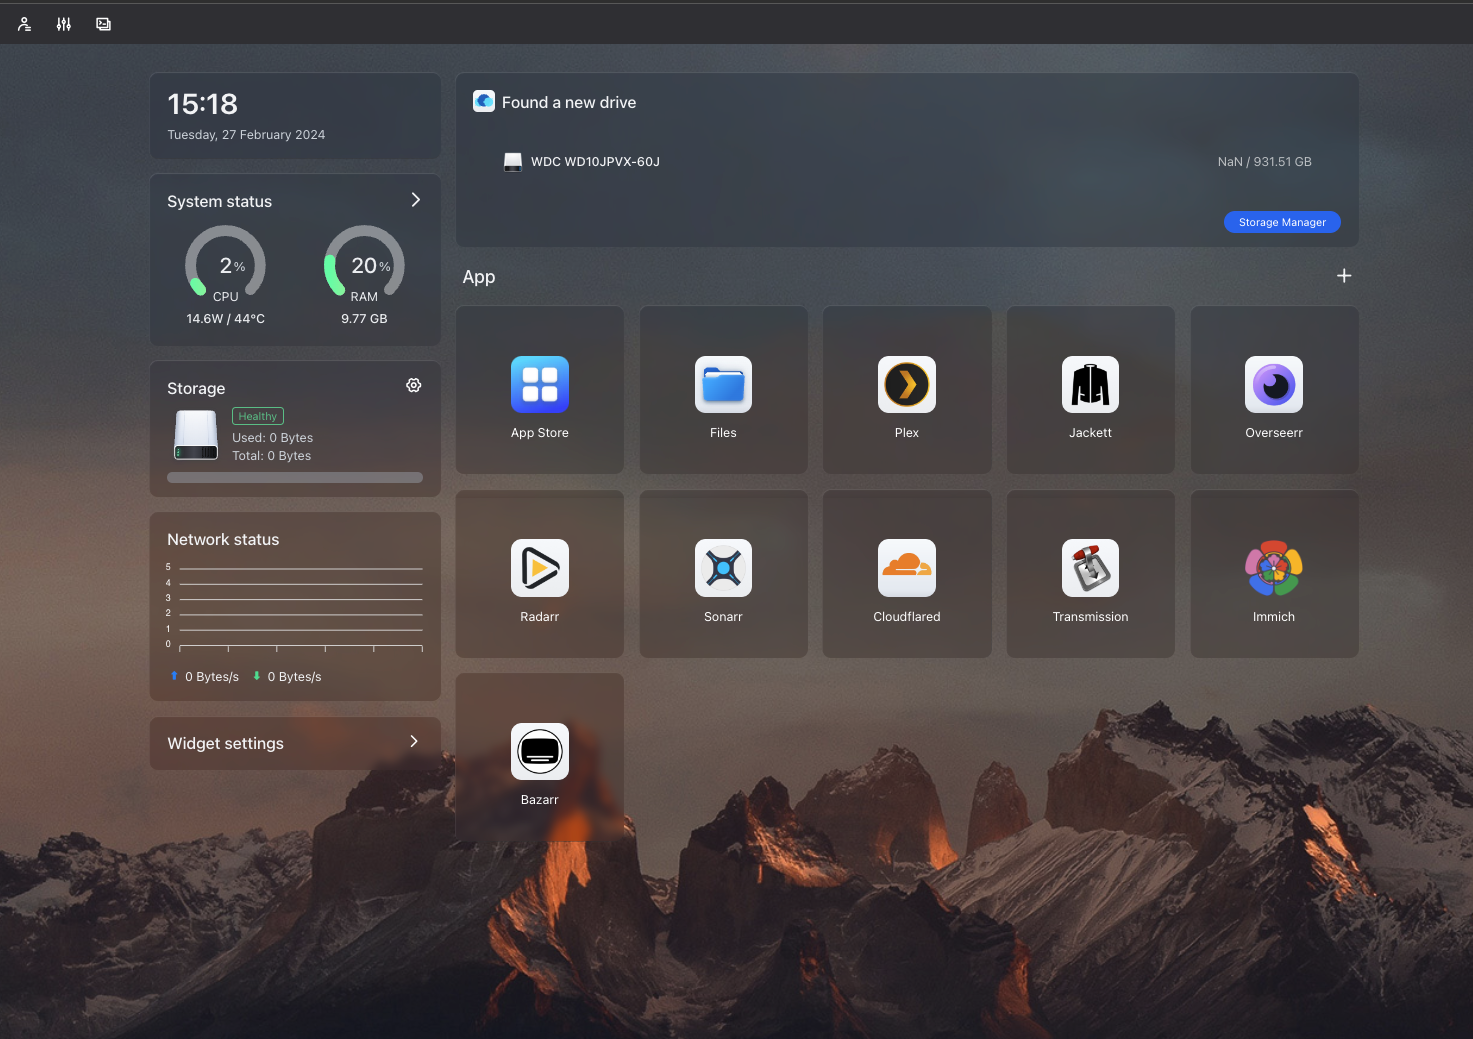 15:18
Tuesday, 27 February 2024
System status
2%
CPU
14.6W / 44°C
20%
RAM
9.77 GB
Storage
Healthy
Used: 0 Bytes
Total: 0 Bytes
Network status
5
4
3
2
1
0
0 Bytes/s
0 Bytes/s
Widget settings
Found a new drive
WDC WD10JPVX-60J
NaN / 931.51 GB
Storage Manager
App
App Store
Files
Plex
Jackett
Overseerr
Radarr
Sonarr
Cloudflared
Transmission
Immich
Bazarr